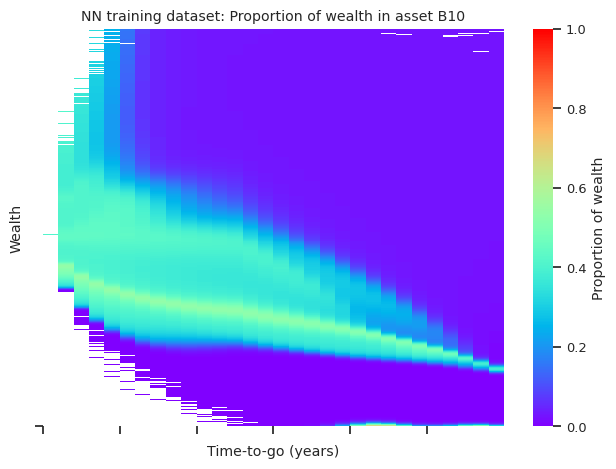 NN training dataset: Proportion of wealth in asset B10
Wealth
Time-to-go (years)
1.0
0.8
0.6
0.4
0.2
0.0
Proportion of wealth